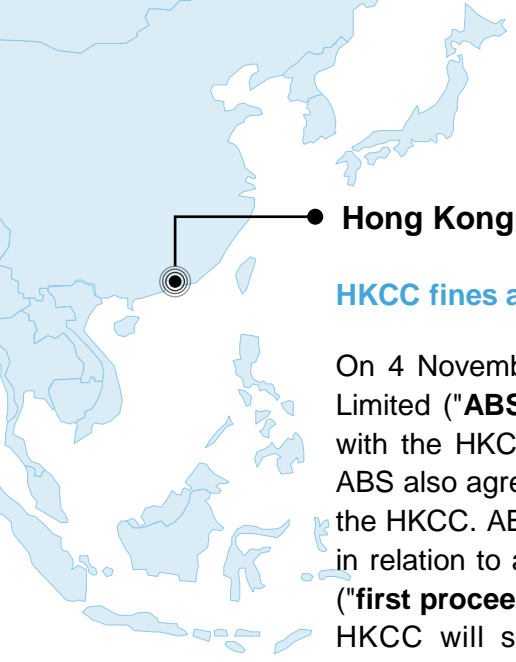 Hong Kong
HKCC fines a
On 4 Novemb
Limited ("ABS
with the HKC
ABS also agre
the HKCC. AB
in relation to a
("first procee
HKCC will s